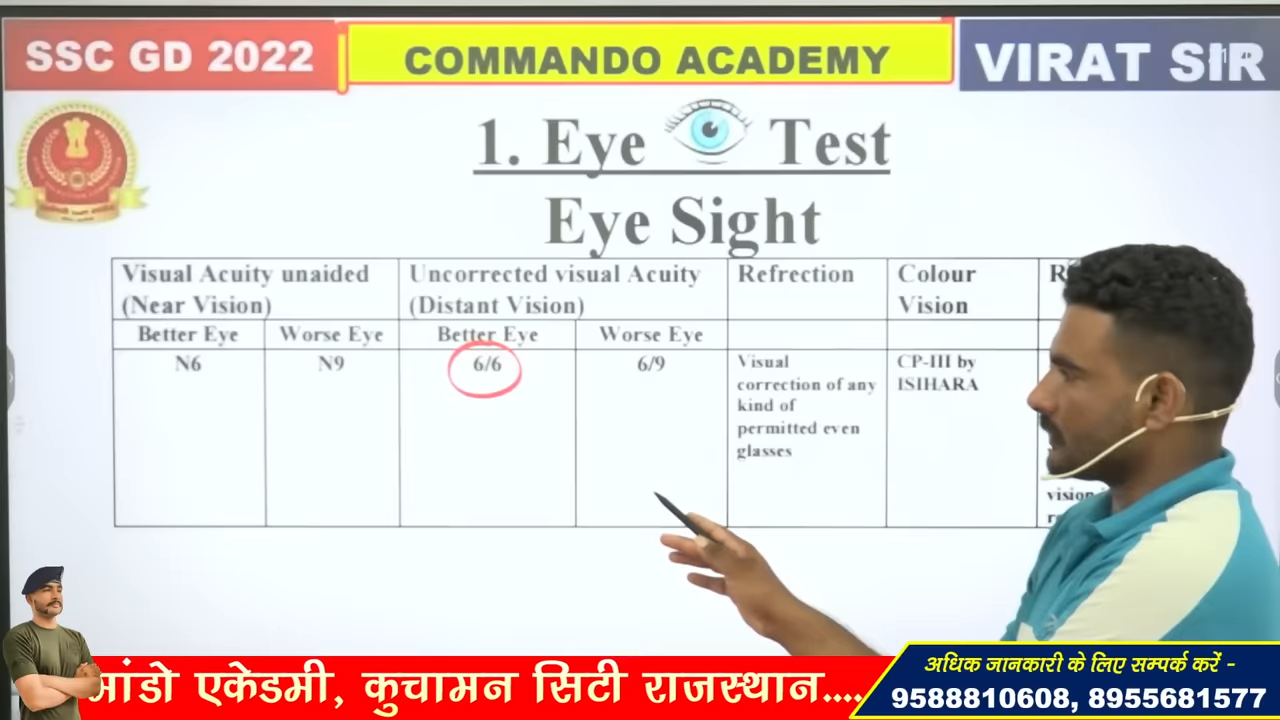 SSC GD 2022
COMMANDO ACADEMY
VIRAT SIR
1. Eye Test
Eye Sight
Visual Acuity unaided
(Near Vision)
Uncorrected visual Acuity
(Distant Vision)
Refrection
Colour
Vision
Better Eye
Worse Eye
Better Eye
Worse Eye
N6
N9
6/6
6/9
Visual
correction of any
kind of
permitted even
glasses
CP-III by
ISIHARA
vision
मांडो एकेडमी, कुचामन सिटी राजस्थान....
अधिक जानकारी के लिए सम्पर्क करें -
9588810608, 8955681577